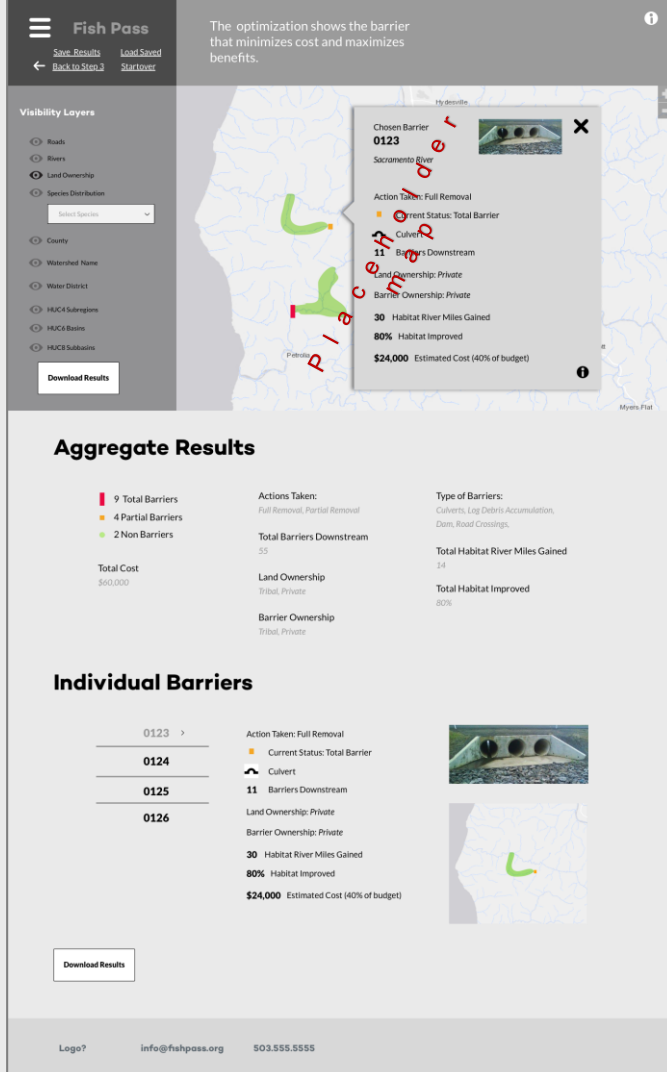 Fish Pass
Save Results
Load Saved
Back to Step 3
Startover
The optimization shows the barrier
that minimizes cost and maximizes
benefits.
Visibility Layers
Roads
Rivers
Land Ownership
Species Distribution
Select Species
County
Watershed Name
Water District
HUC4 Subregions
HUC6 Basins
HUC8 Subbasins
Download Results
Hydesville
Petrolia
Myers Flat
Placeholder
map
Chosen Barrier
0123
Sacramento River
Action Taken: Full Removal
Current Status: Total Barrier
Culvert
11 Barriers Downstream
Land Ownership: Private
Barrier Ownership: Private
30 Habitat River Miles Gained
80% Habitat Improved
$24,000 Estimated Cost (40% of budget)
Aggregate Results
9 Total Barriers
4 Partial Barriers
2 Non Barriers
Total Cost
$60,000
Actions Taken:
Full Removal, Partial Removal
Total Barriers Downstream
55
Land Ownership
Tribal, Private
Barrier Ownership
Tribal, Private
Type of Barriers:
Culverts, Log Debris Accumulation,
Dam, Road Crossings,
Total Habitat River Miles Gained
14
Total Habitat Improved
80%
Individual Barriers
0123 >
0124
0125
0126
Action Taken: Full Removal
Current Status: Total Barrier
Culvert
11 Barriers Downstream
Land Ownership: Private
Barrier Ownership: Private
30 Habitat River Miles Gained
80% Habitat Improved
$24,000 Estimated Cost (40% of budget)
Download Results
Logo?
info@fishpass.org
503.555.5555